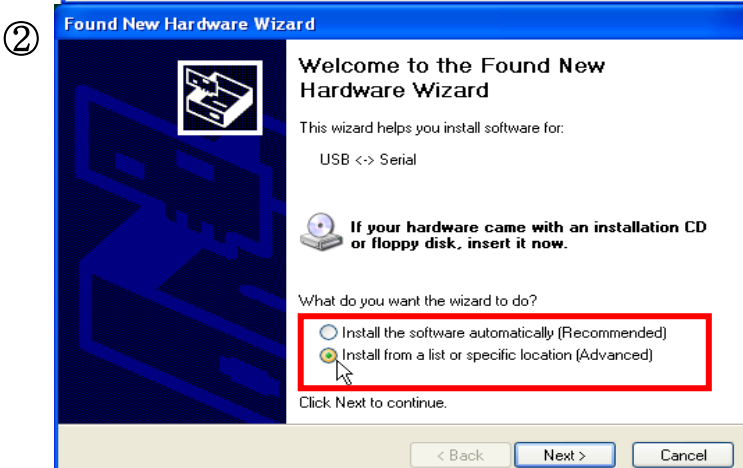 ②
Found New Hardware Wizard
Welcome to the Found New
Hardware Wizard
This wizard helps you install software for:
USB <-> Serial
If your hardware came with an installation CD
or floppy disk, insert it now.
What do you want the wizard to do?
Install the software automatically (Recommended)
Install from a list or specific location (Advanced)
Click Next to continue.
< Back Next > Cancel